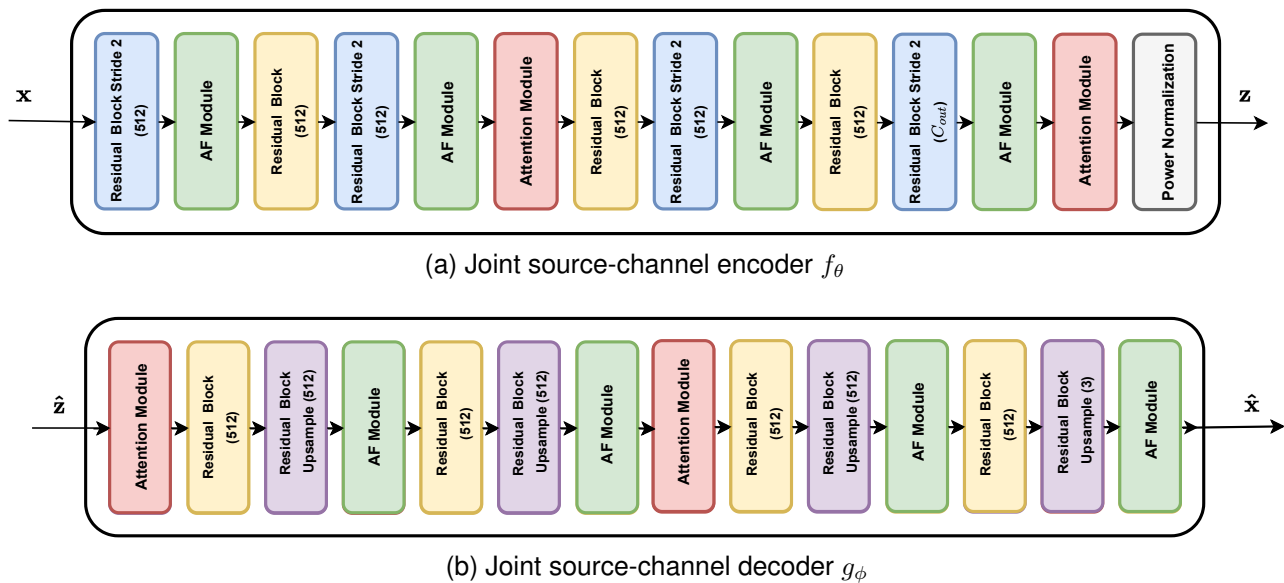 x
Residual Block Stride 2
(512)
AF Module
Residual Block
(512)
Residual Block Stride 2
(512)
AF Module
Attention Module
Residual Block
(512)
Residual Block Stride 2
(512)
AF Module
Residual Block
(512)
Residual Block Stride 2
(C_out)
AF Module
Attention Module
Power Normalization
z
(a) Joint source-channel encoder f_θ
ẑ
Attention Module
Residual Block
(512)
Residual Block
Upsample (512)
AF Module
Residual Block
(512)
Residual Block
Upsample (512)
AF Module
Attention Module
Residual Block
(512)
Residual Block
Upsample (512)
AF Module
Residual Block
(512)
Residual Block
Upsample (3)
AF Module
x̂
(b) Joint source-channel decoder g_ϕ